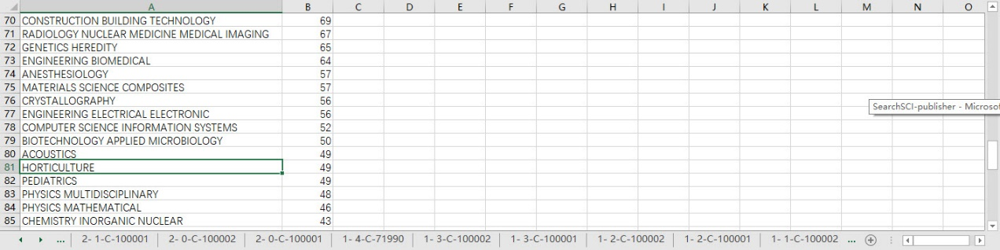 A B C D E F G H I J K L M N O
70 CONSTRUCTION BUILDING TECHNOLOGY 69
71 RADIOLOGY NUCLEAR MEDICINE MEDICAL IMAGING 67
72 GENETICS HEREDITY 65
73 ENGINEERING BIOMEDICAL 64
74 ANESTHESIOLOGY 57
75 MATERIALS SCIENCE COMPOSITES 57
76 CRYSTALLOGRAPHY 56
77 ENGINEERING ELECTRICAL ELECTRONIC 56
SearchSCI-publisher - Microsof
78 COMPUTER SCIENCE INFORMATION SYSTEMS 52
79 BIOTECHNOLOGY APPLIED MICROBIOLOGY 50
80 ACOUSTICS 49
81 HORTICULTURE 49
82 PEDIATRICS 49
83 PHYSICS MULTIDISCIPLINARY 48
84 PHYSICS MATHEMATICAL 46
85 CHEMISTRY INORGANIC NUCLEAR 43
... 2- 1-C-100001 2- 0-C-100002 2- 0-C-100001 1- 4-C-71990 1- 3-C-100002 1- 3-C-100001 1- 2-C-100002 1- 2-C-100001 1- 1-C-100002 ...